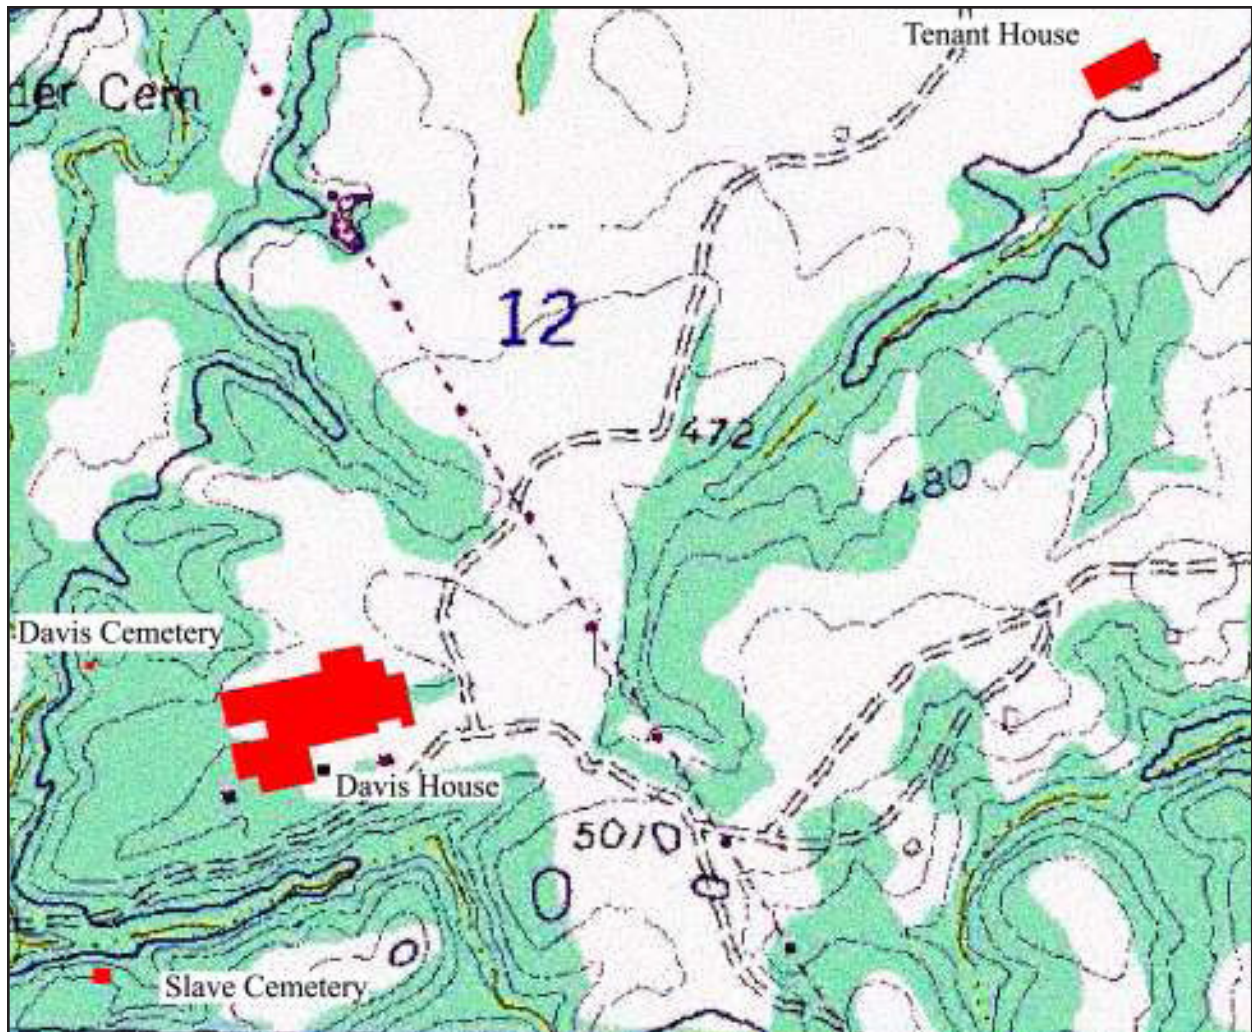 Tenant House
der Cem
12
472
480
Davis Cemetery
Davis House
5070
Slave Cemetery